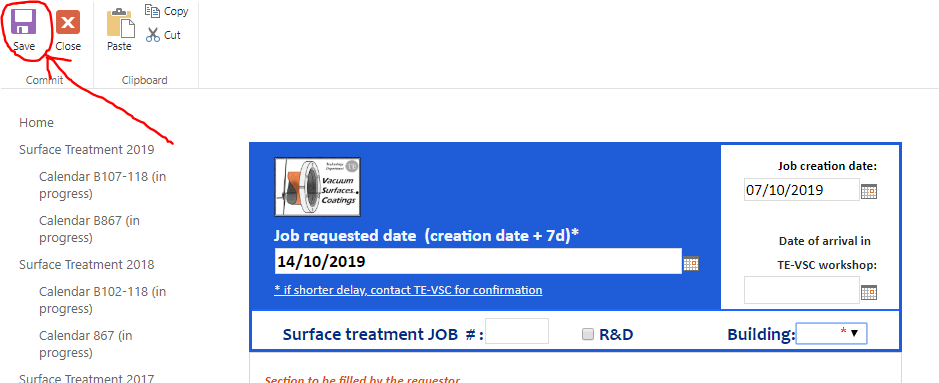 Save
Close
Paste
Copy
Cut
Commit
Clipboard
Home
Surface Treatment 2019
Calendar B107-118 (in
progress)
Calendar B867 (in
progress)
Surface Treatment 2018
Calendar B102-118 (in
progress)
Calendar 867 (in
progress)
Surface Treatment 2017
Technology
Department
TE
Vacuum
Surfaces
Coatings
Job requested date (creation date + 7d)*
14/10/2019
* if shorter delay, contact TE-VSC for confirmation
Job creation date:
07/10/2019
Date of arrival in
TE-VSC workshop:
Surface treatment JOB #:
R&D
Building:
*
Section to be filled by the requestor